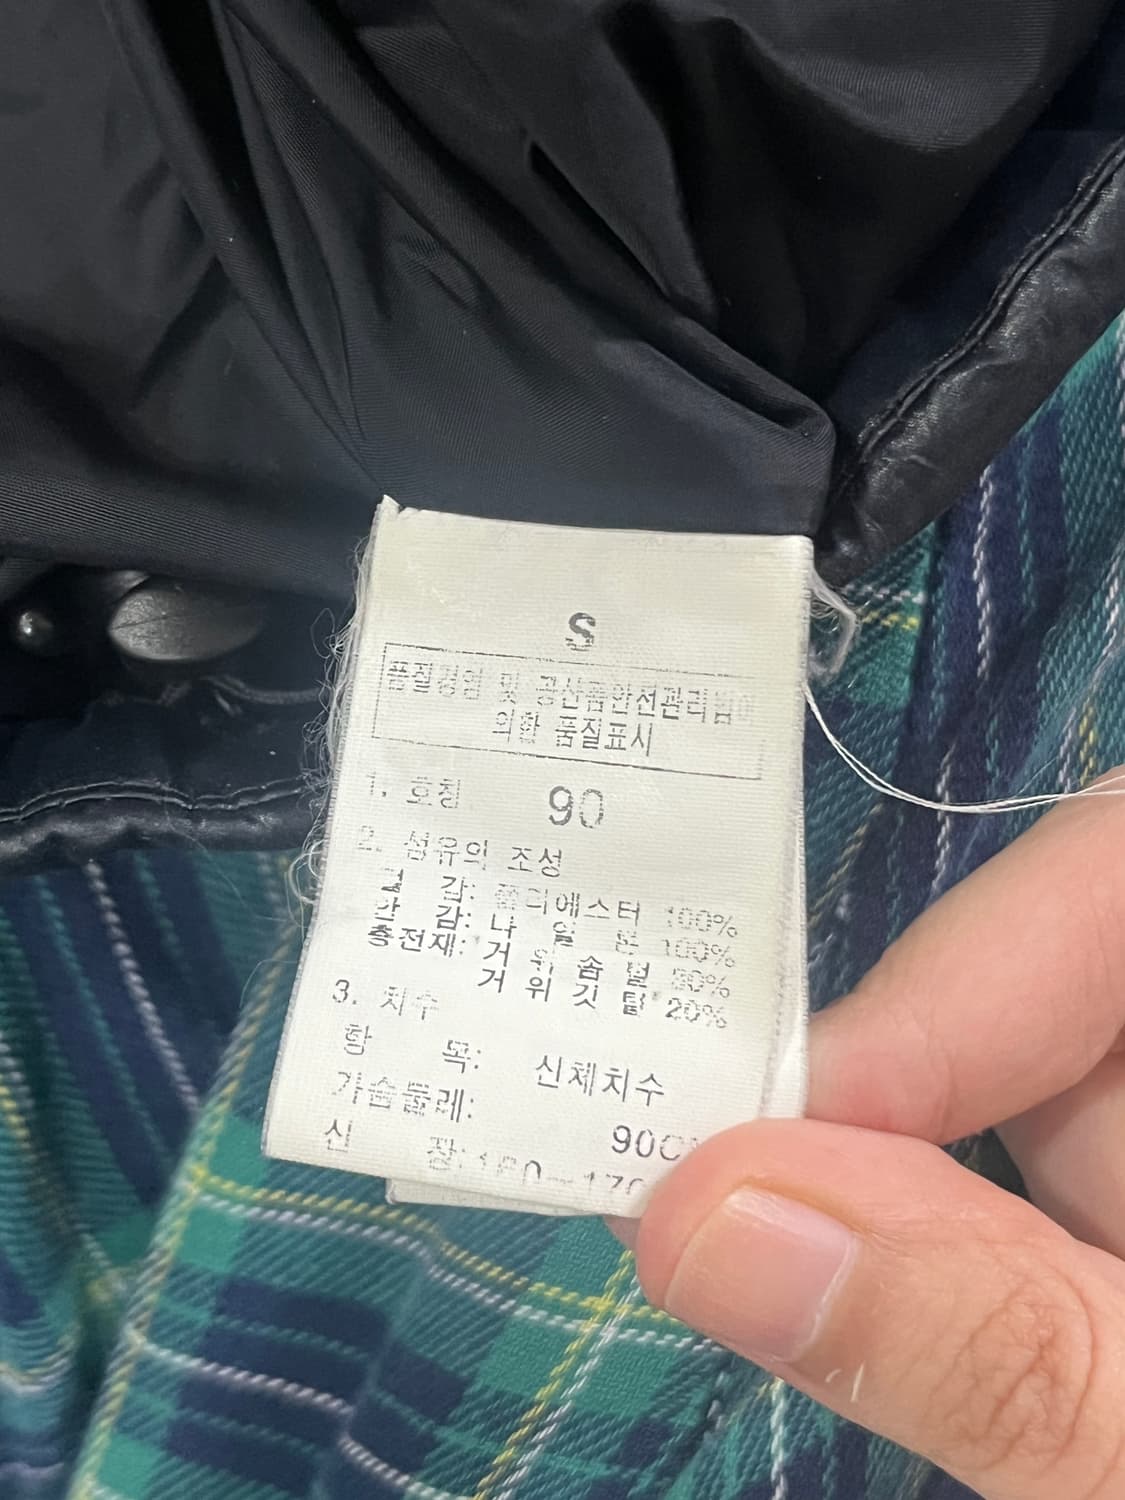 S
품질경영 및 공산품안전관리법에
의한 품질표시
1. 호칭 90
2. 섬유의 조성
겉 감: 폴리에스터 100%
안 감: 나 일 론 100%
충전재: 거 위 솜 털 80%
거 위 깃 털 20%
3. 치수
항 목: 신체치수
가슴둘레: 90C
신 장: